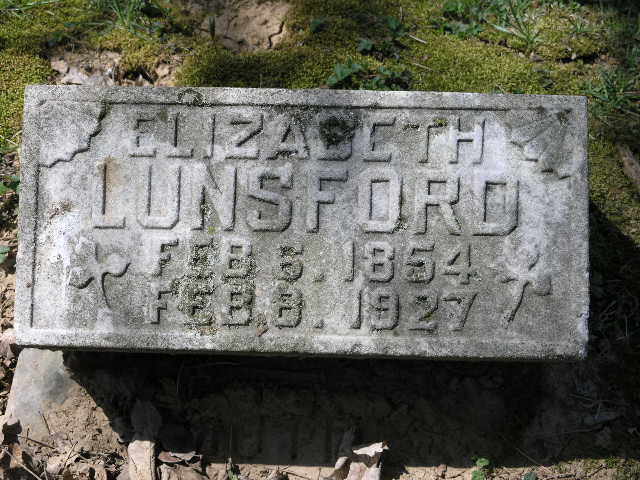 ELIZABETH
LUNSFORD
FEB 6. 1854
FEB 8. 1927